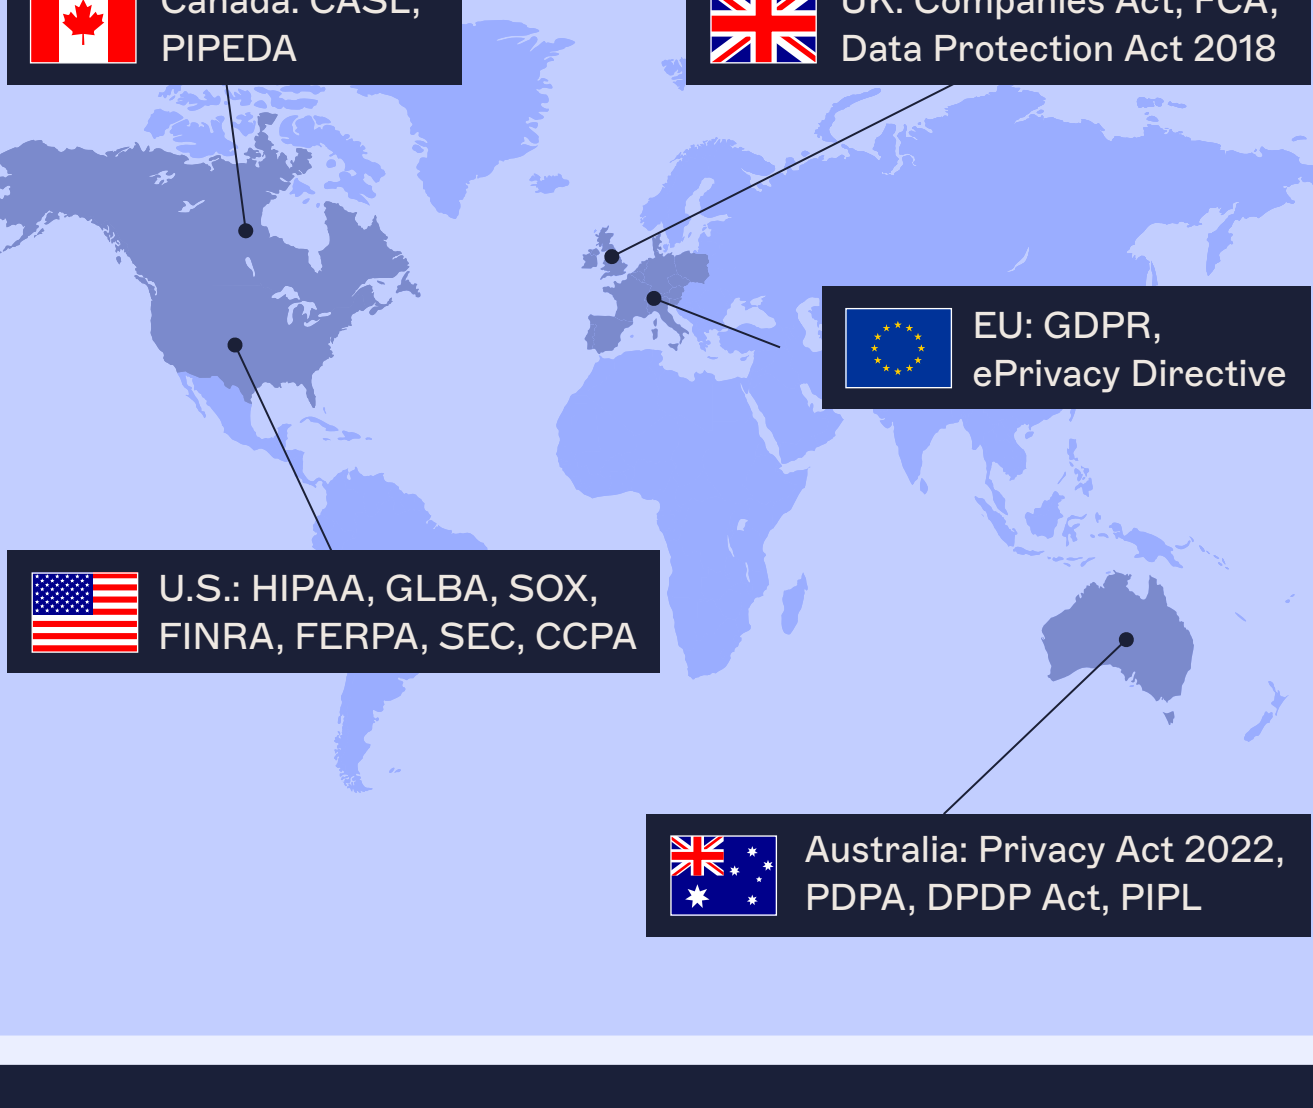 Canada: CASL,
PIPEDA
UK: Companies Act, FCA,
Data Protection Act 2018
EU: GDPR,
ePrivacy Directive
U.S.: HIPAA, GLBA, SOX,
FINRA, FERPA, SEC, CCPA
Australia: Privacy Act 2022,
PDPA, DPDP Act, PIPL